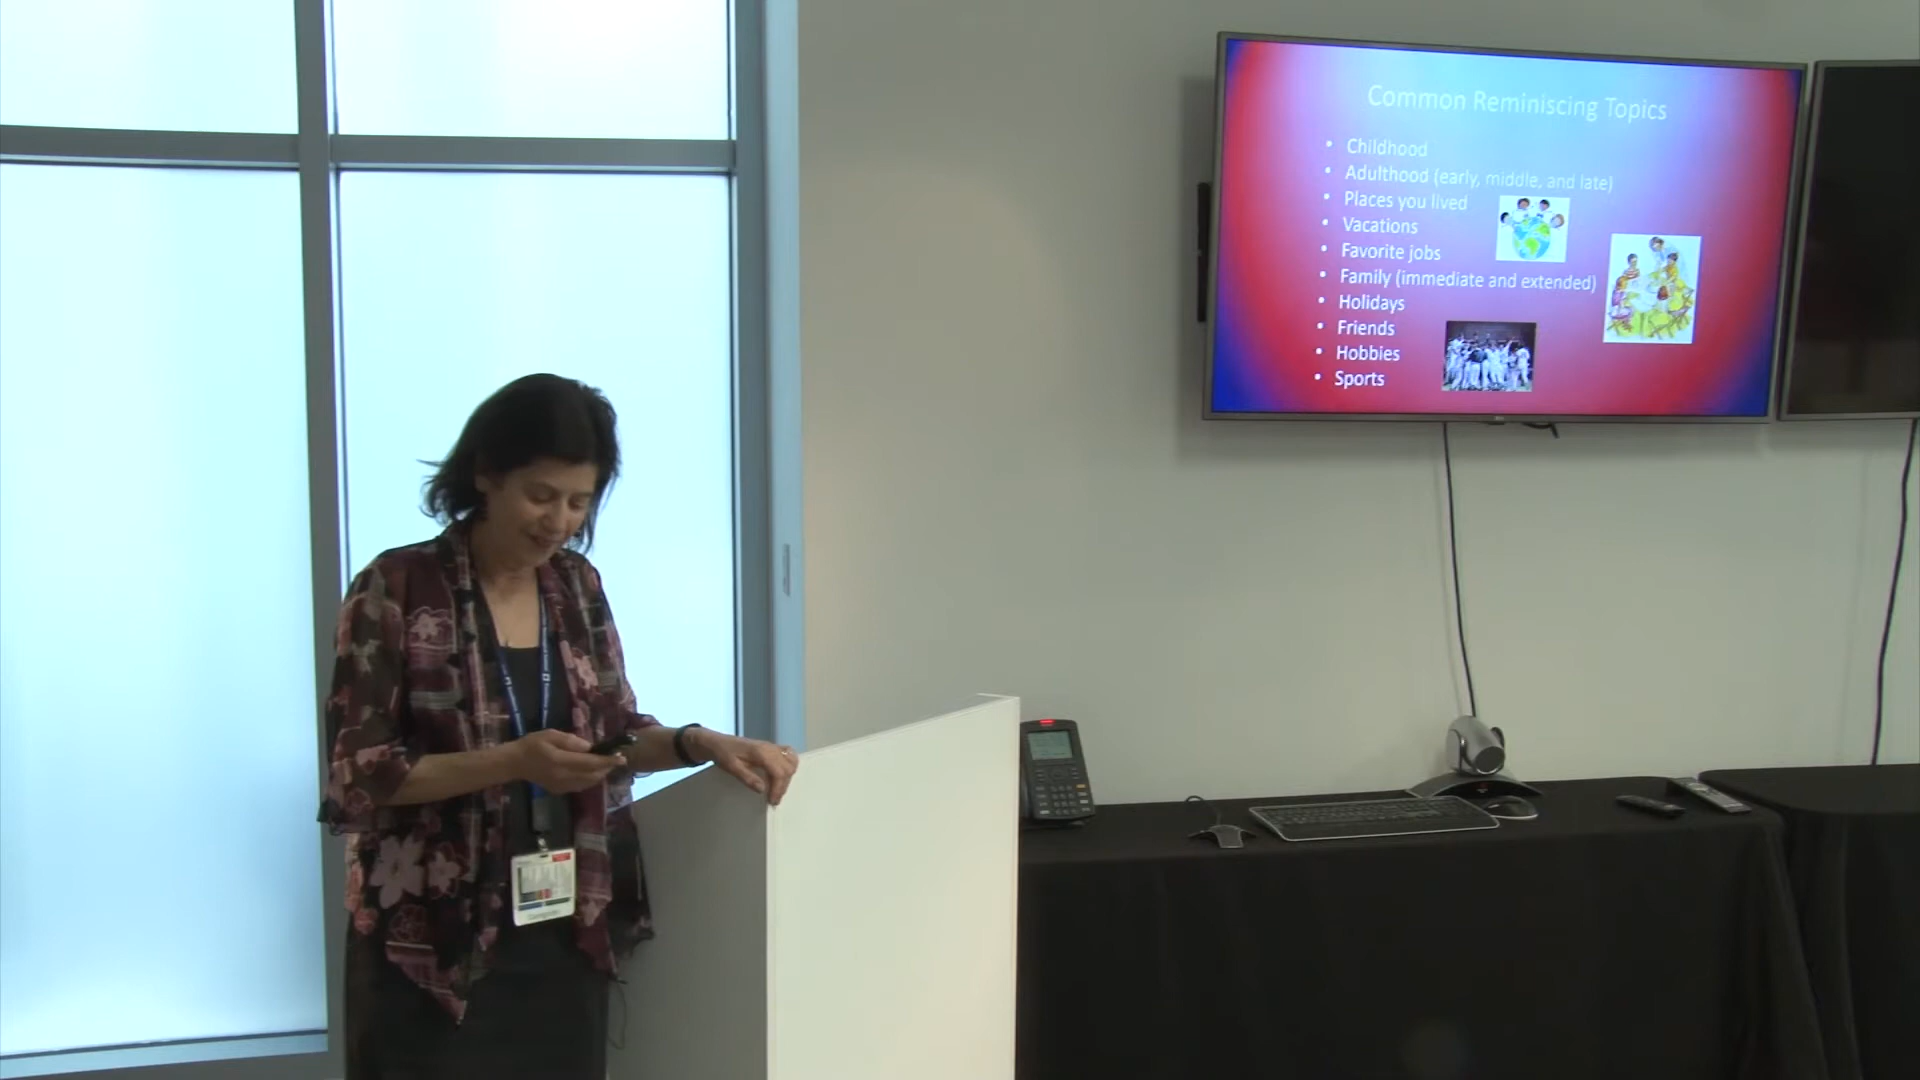 Common Reminiscing Topics
• Childhood
• Adulthood (early, middle, and late)
• Places you lived
• Vacations
• Favorite jobs
• Family (immediate and extended)
• Holidays
• Friends
• Hobbies
• Sports